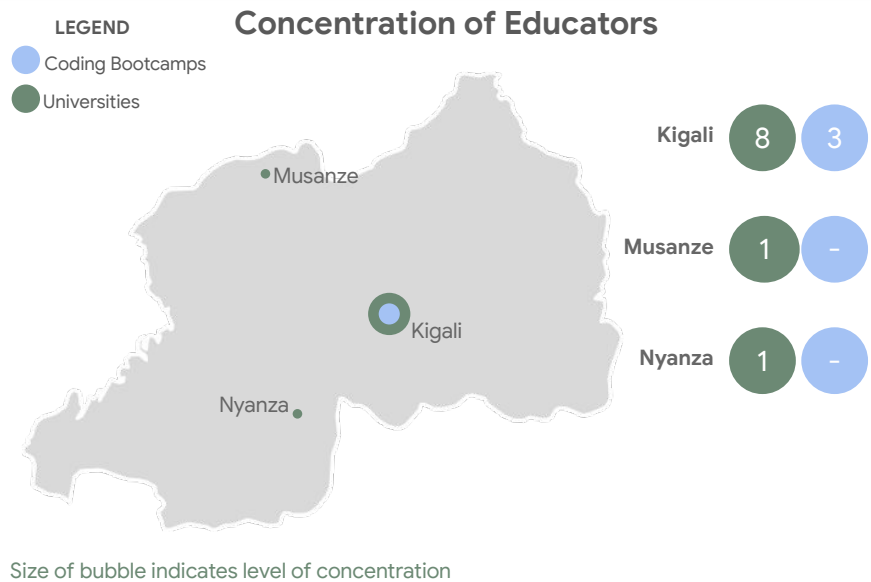 Concentration of Educators
LEGEND
Coding Bootcamps
Universities
Musanze
Kigali
Nyanza
Kigali 8 3
Musanze 1 -
Nyanza 1 -
Size of bubble indicates level of concentration